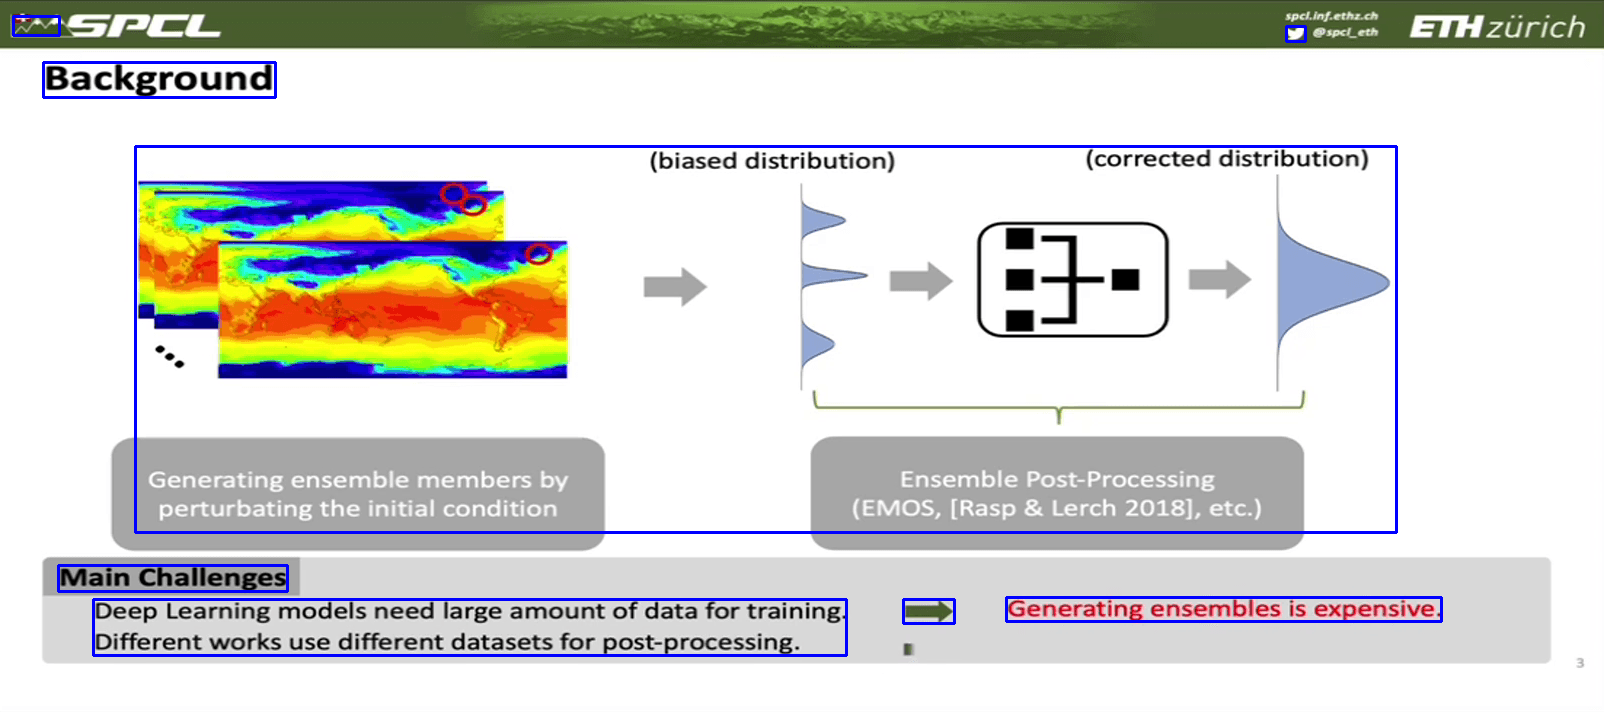 SPCL
spcl.inf.ethz.ch
@spcl_eth
ETH zürich
Background
(biased distribution)
(corrected distribution)
Generating ensemble members by
perturbating the initial condition
Ensemble Post-Processing
(EMOS, [Rasp & Lerch 2018], etc.)
Main Challenges
Deep Learning models need large amount of data for training.
Generating ensembles is expensive.
Different works use different datasets for post-processing.
3